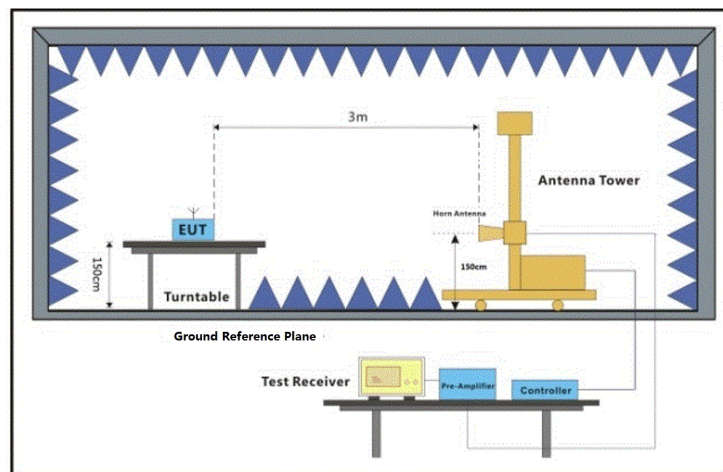 3m
Antenna Tower
Horn Antenna
EUT
150cm
150cm
Turntable
Ground Reference Plane
Test Receiver
Pre-Amplifier
Controller